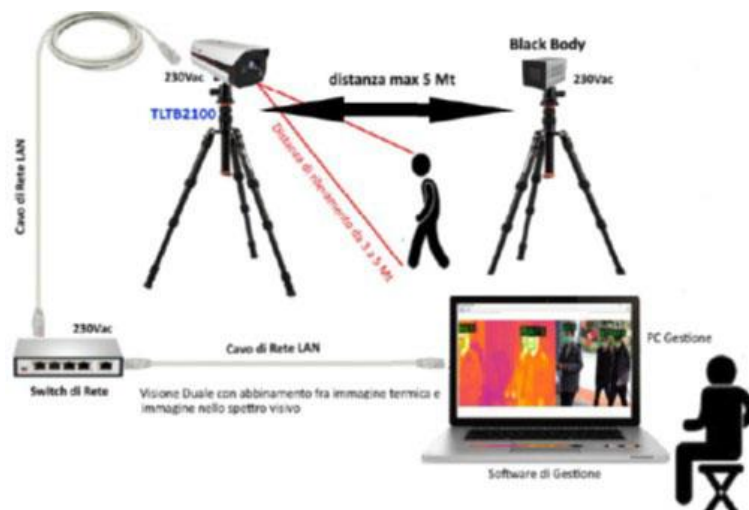 Black Body
230Vac
230Vac
distanza max 5 Mt
TLTB2100
Distanza di rilevamento da 3 a 5 Mt
Cavo di Rete LAN
230Vac
Cavo di Rete LAN
PC Gestione
Switch di Rete
Visione Duale con abbinamento fra immagine termica e
immagine nello spettro visivo
Software di Gestione